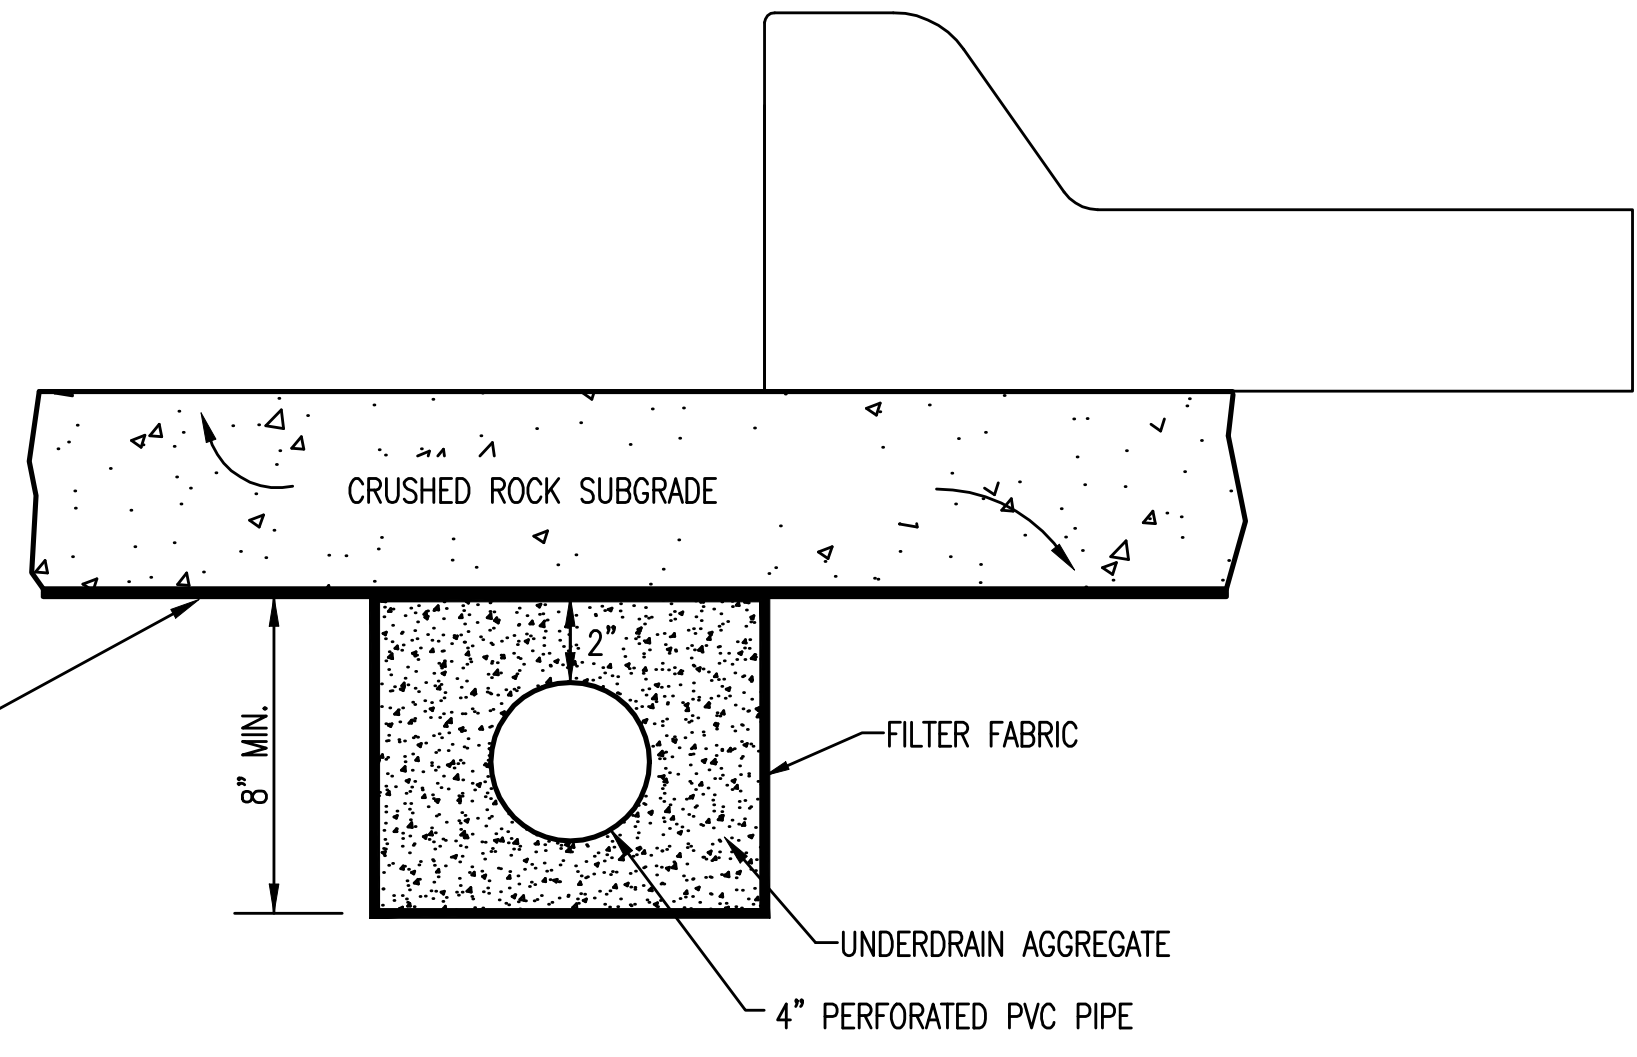 CRUSHED ROCK SUBGRADE
2"
8" MIN.
FILTER FABRIC
UNDERDRAIN AGGREGATE
4" PERFORATED PVC PIPE